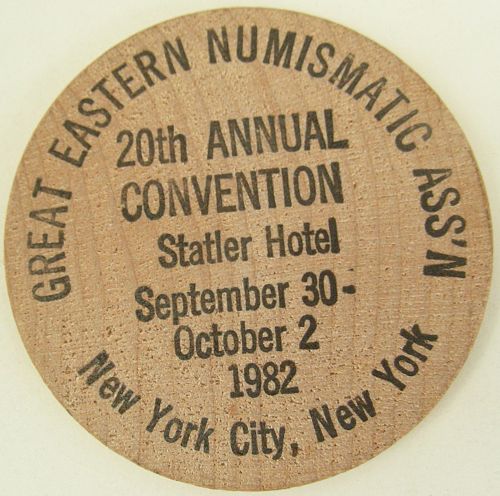 GREAT EASTERN NUMISMATIC ASS'N
20th ANNUAL
CONVENTION
Statler Hotel
September 30-
October 2
1982
New York City, New York